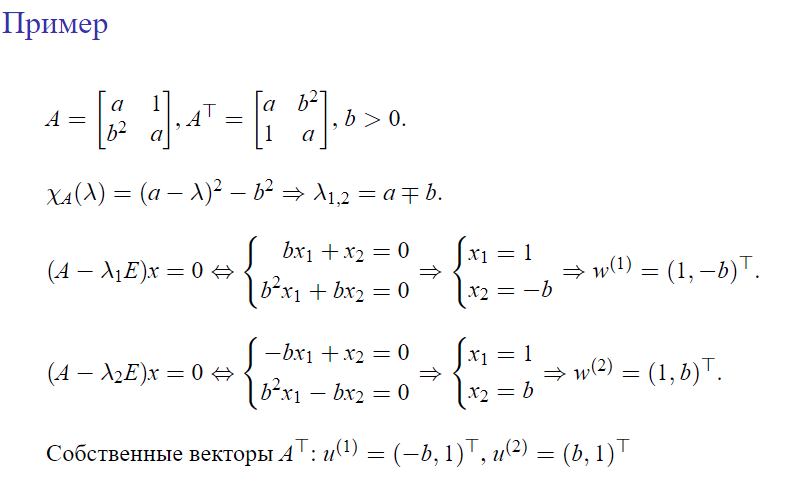 Пример
A = [a 1; b² a], A⊤ = [a b²; 1 a], b > 0.
χ_A(λ) = (a − λ)² − b² ⇒ λ₁,₂ = a ∓ b.
(A − λ₁E)x = 0 ⇔ { bx₁ + x₂ = 0; b²x₁ + bx₂ = 0 ⇒ { x₁ = 1; x₂ = −b ⇒ w⁽¹⁾ = (1, −b)⊤.
(A − λ₂E)x = 0 ⇔ { −bx₁ + x₂ = 0; b²x₁ − bx₂ = 0 ⇒ { x₁ = 1; x₂ = b ⇒ w⁽²⁾ = (1, b)⊤.
Собственные векторы A⊤: u⁽¹⁾ = (−b, 1)⊤, u⁽²⁾ = (b, 1)⊤